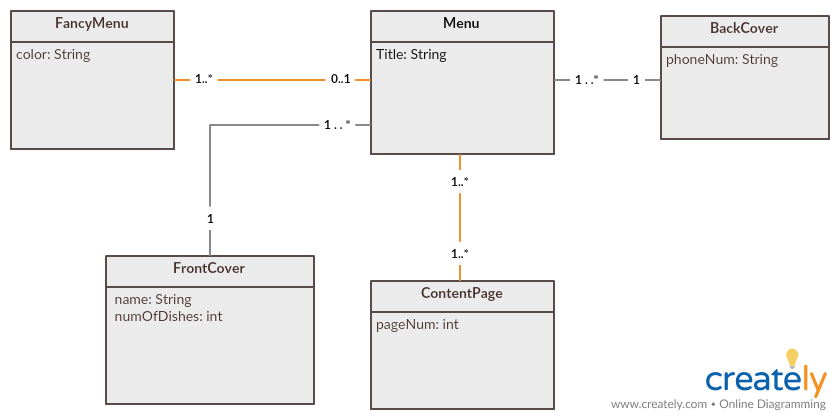 FancyMenu
color: String
Menu
Title: String
BackCover
phoneNum: String
1..*
0..1
1 . . *
1
1 . . *
1
1..*
1..*
FrontCover
name: String
numOfDishes: int
ContentPage
pageNum: int
creately
www.creately.com • Online Diagramming